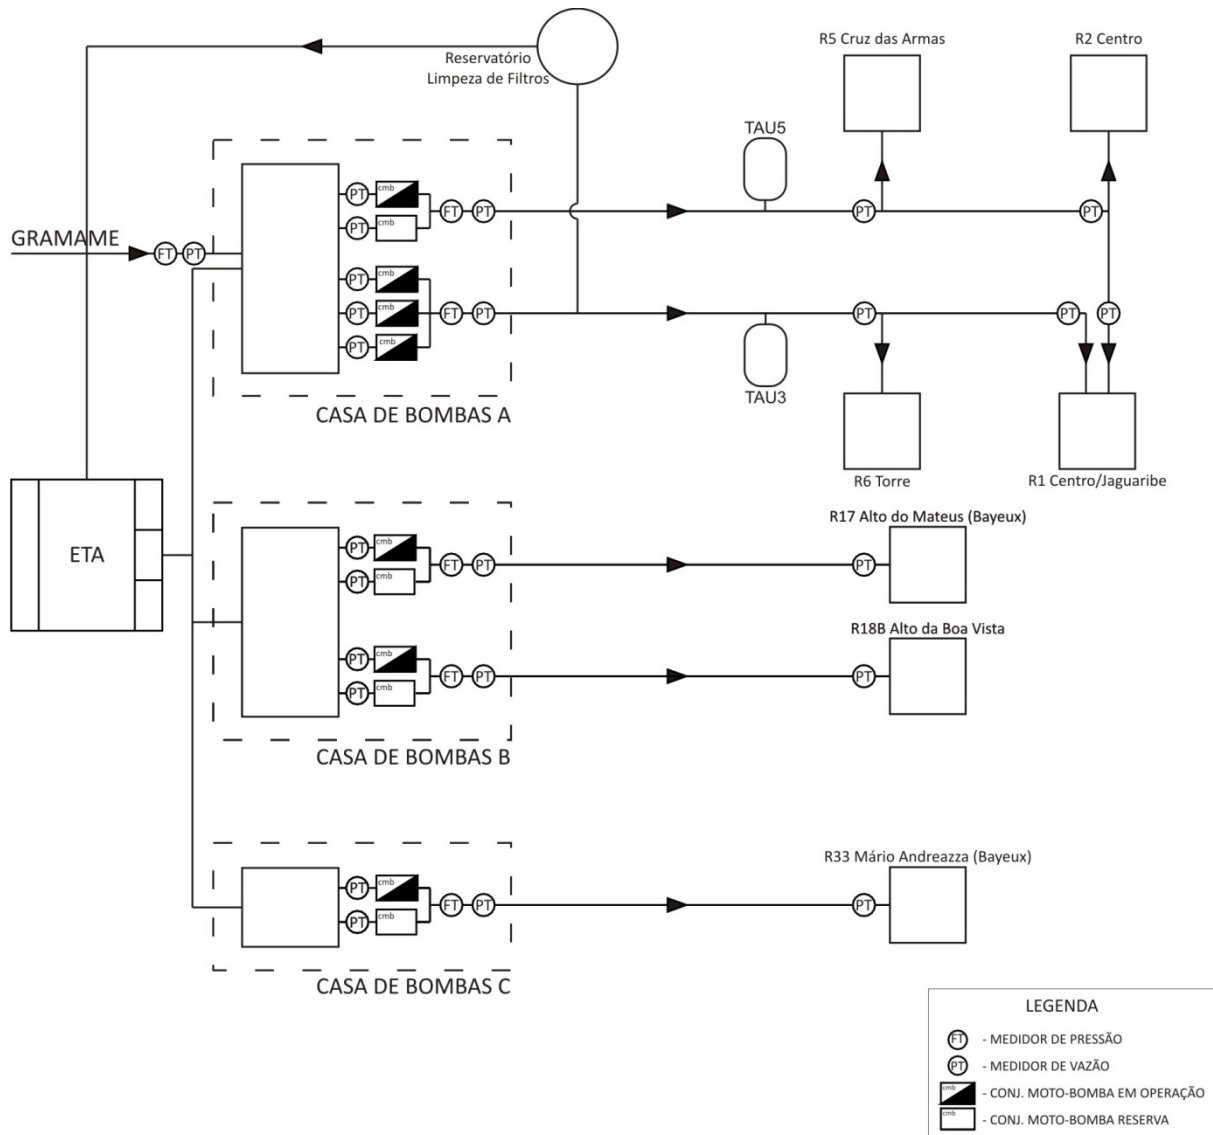 R5 Cruz das Armas
R2 Centro
Reservatório
Limpeza de Filtros
TAU5
cmb
PT
FT
PT
PT
PT
cmb
PT
GRAMAME
FT
PT
cmb
PT
cmb
PT
FT
PT
PT
PT
PT
cmb
PT
TAU3
CASA DE BOMBAS A
R6 Torre
R1 Centro/Jaguaribe
R17 Alto do Mateus (Bayeux)
ETA
cmb
PT
FT
PT
PT
cmb
PT
R18B Alto da Boa Vista
cmb
PT
FT
PT
PT
cmb
PT
CASA DE BOMBAS B
R33 Mário Andreazza (Bayeux)
cmb
PT
FT
PT
PT
cmb
PT
CASA DE BOMBAS C
LEGENDA
FT - MEDIDOR DE PRESSÃO
PT - MEDIDOR DE VAZÃO
cmb - CONJ. MOTO-BOMBA EM OPERAÇÃO
cmb - CONJ. MOTO-BOMBA RESERVA